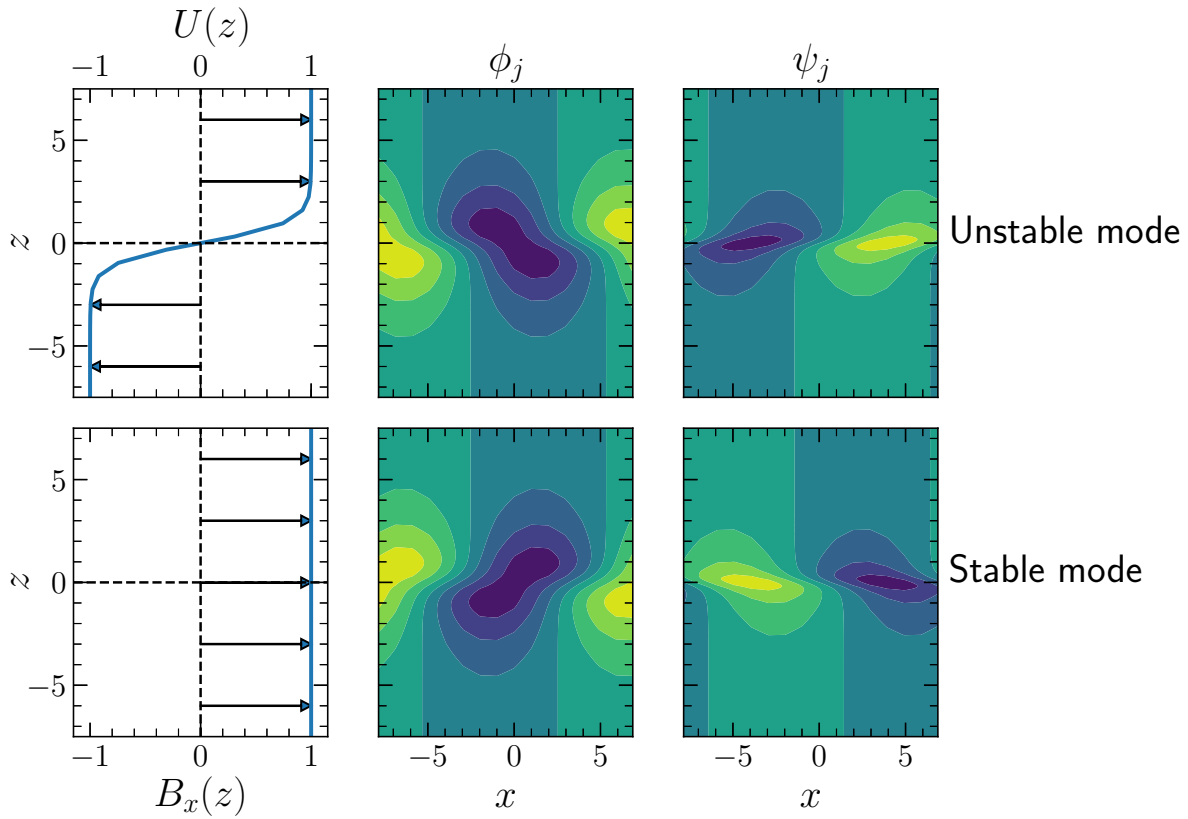 U(z)
−1 0 1
ϕ_j
ψ_j
z
5
0
−5
Unstable mode
z
5
0
−5
Stable mode
−1 0 1
B_x(z)
−5 0 5
x
−5 0 5
x